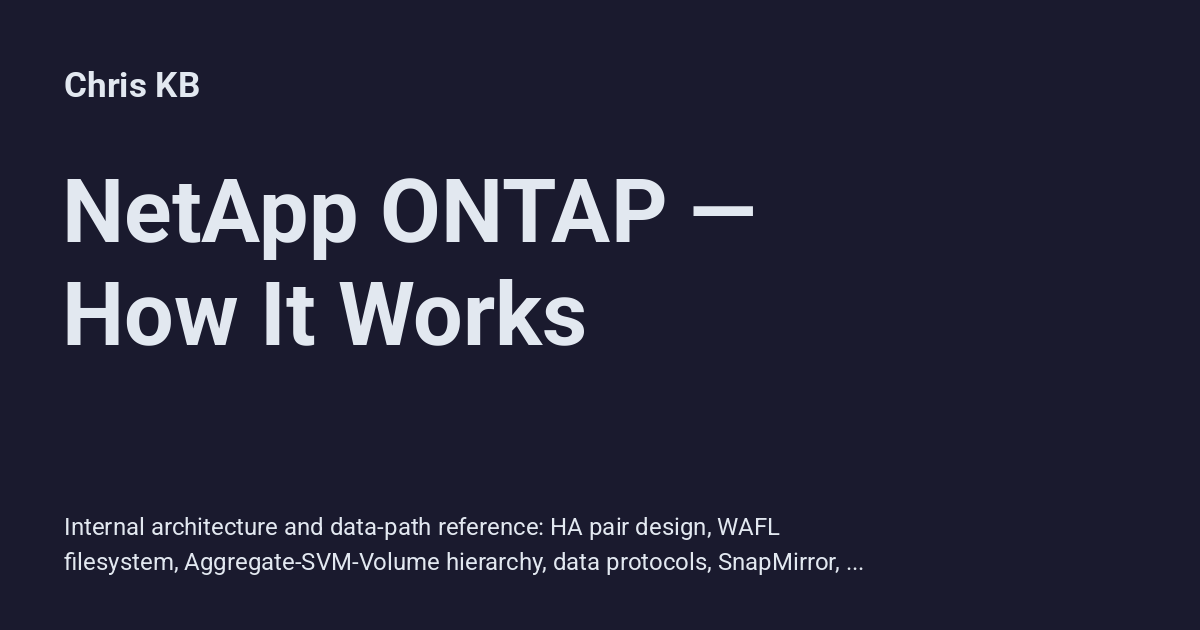 Chris KB
NetApp ONTAP —
How It Works
Internal architecture and data-path reference: HA pair design, WAFL
filesystem, Aggregate-SVM-Volume hierarchy, data protocols, SnapMirror, ...